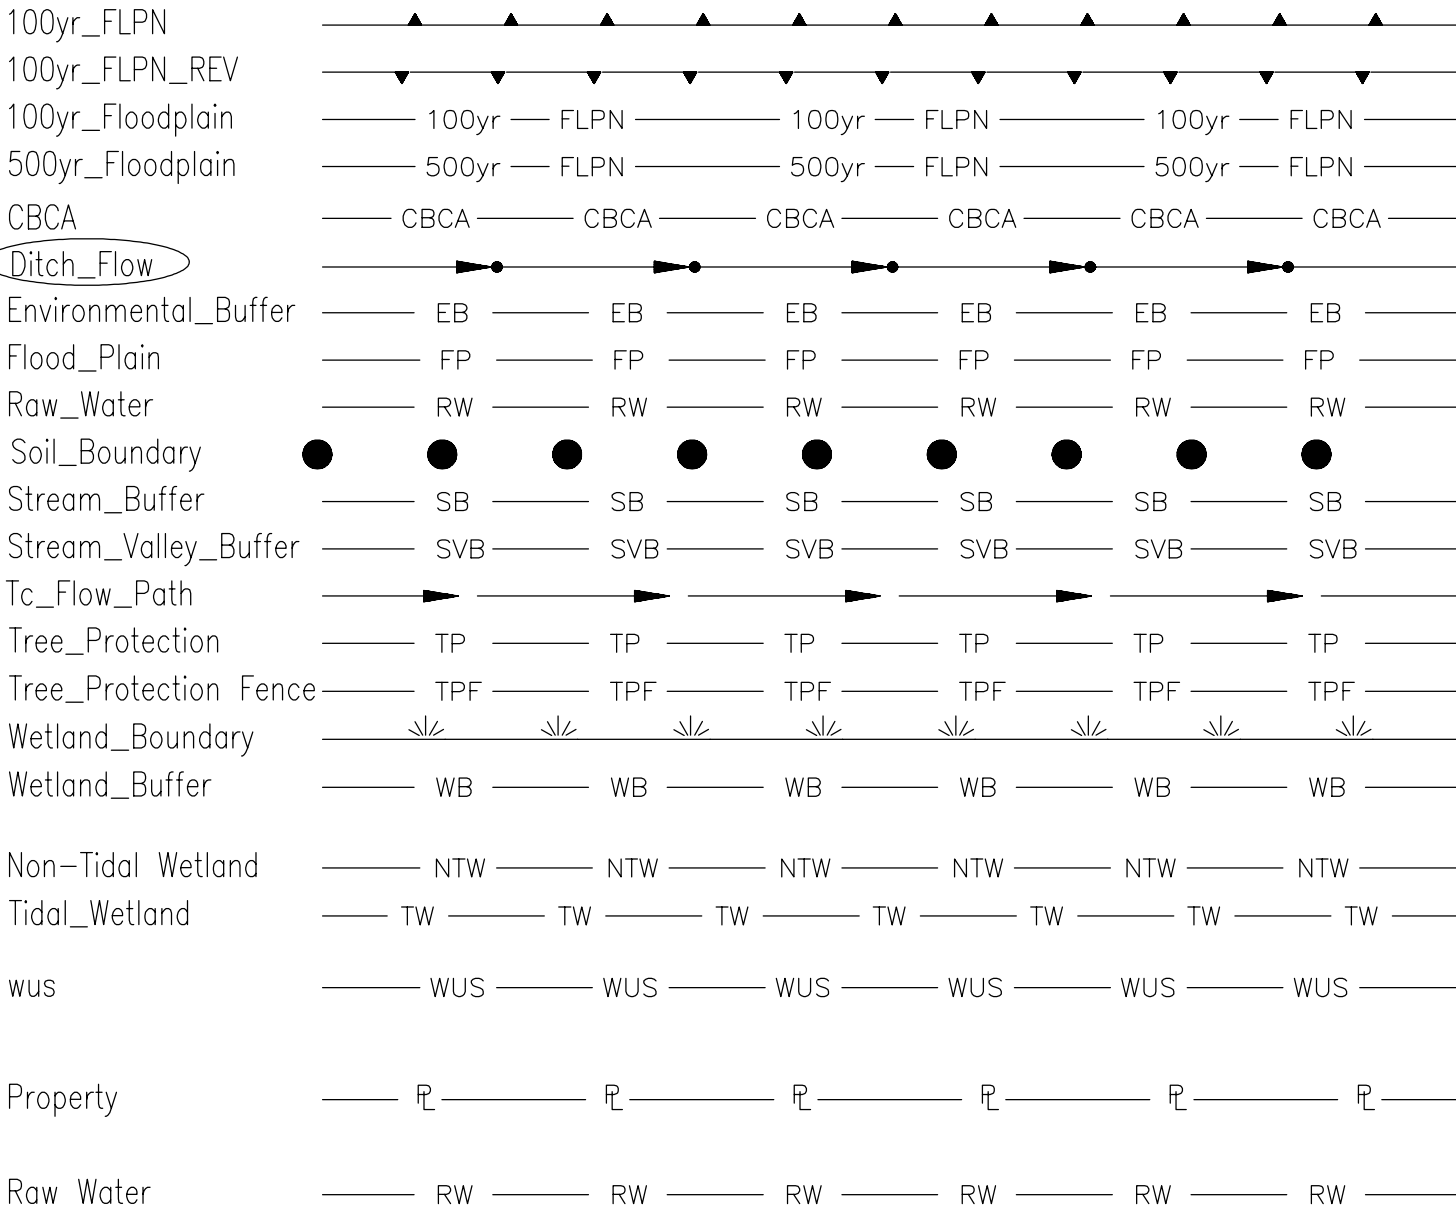 100yr_FLPN
100yr_FLPN_REV
100yr_Floodplain 100yr FLPN 100yr FLPN 100yr FLPN
500yr_Floodplain 500yr FLPN 500yr FLPN 500yr FLPN
CBCA CBCA CBCA CBCA CBCA CBCA CBCA
Ditch_Flow
Environmental_Buffer EB EB EB EB EB EB
Flood_Plain FP FP FP FP FP FP
Raw_Water RW RW RW RW RW RW
Soil_Boundary
Stream_Buffer SB SB SB SB SB SB
Stream_Valley_Buffer SVB SVB SVB SVB SVB SVB
Tc_Flow_Path
Tree_Protection TP TP TP TP TP TP
Tree_Protection Fence TPF TPF TPF TPF TPF TPF
Wetland_Boundary
Wetland_Buffer WB WB WB WB WB WB
Non-Tidal Wetland NTW NTW NTW NTW NTW NTW
Tidal_Wetland TW TW TW TW TW TW TW
wus WUS WUS WUS WUS WUS WUS
Property PL PL PL PL PL PL
Raw Water RW RW RW RW RW RW